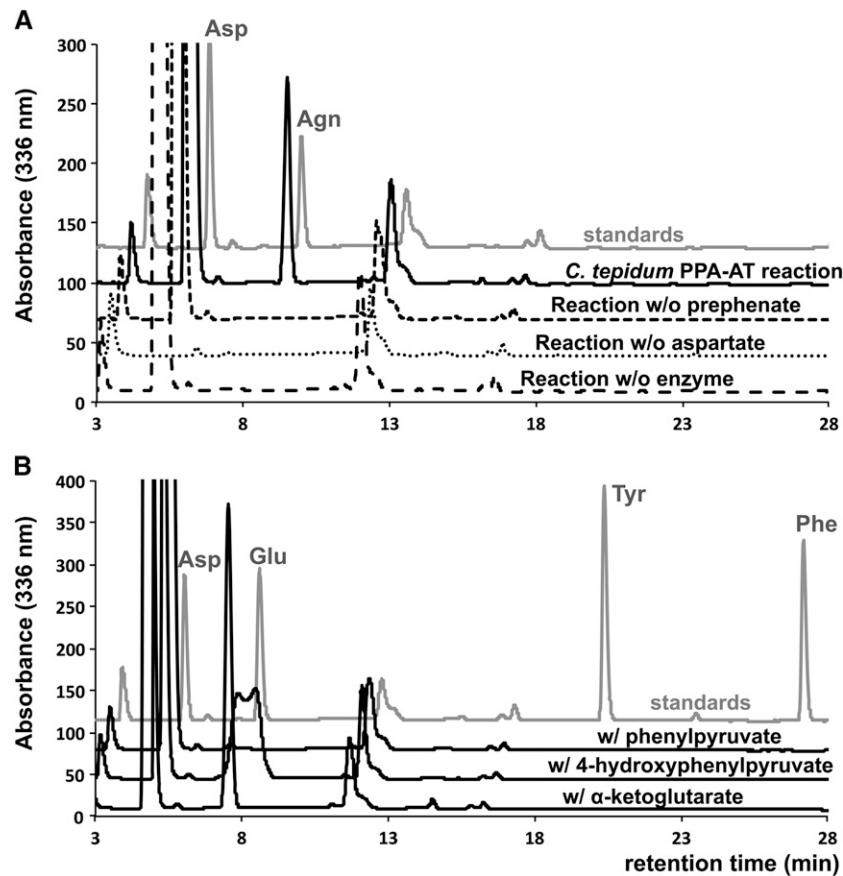 A
Asp
Agn
Absorbance (336 nm)
300
250
200
150
100
50
0
standards
C. tepidum PPA-AT reaction
Reaction w/o prephenate
Reaction w/o aspartate
Reaction w/o enzyme
3 8 13 18 23 28
B
Asp Glu Tyr Phe
Absorbance (336 nm)
400
350
300
250
200
150
100
50
0
standards
w/ phenylpyruvate
w/ 4-hydroxyphenylpyruvate
w/ α-ketoglutarate
3 8 13 18 23 28
retention time (min)